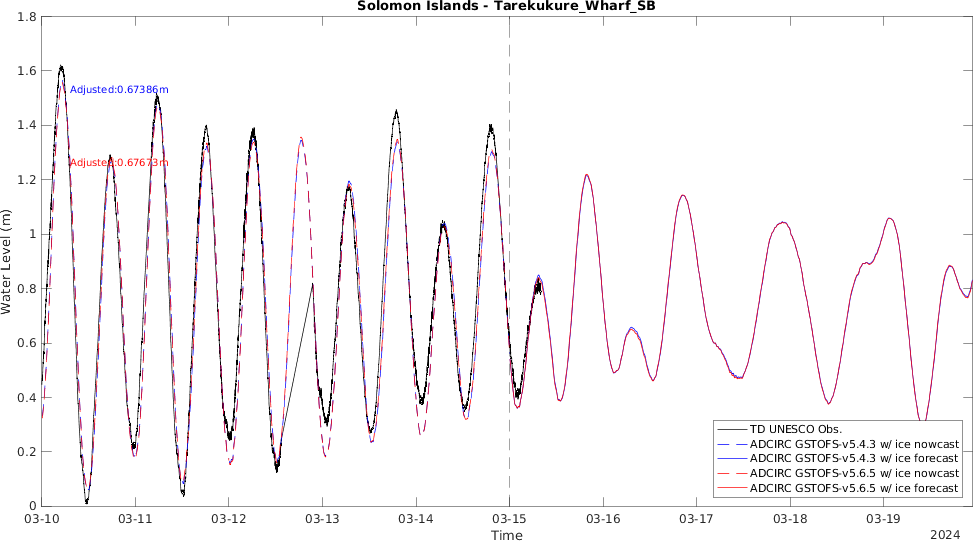 Solomon Islands - Tarekukure_Wharf_SB
1.8
1.6
1.4
1.2
1
0.8
0.6
0.4
0.2
0
Water Level (m)
Adjusted:0.67386m
Adjusted:0.67673m
TD UNESCO Obs.
ADCIRC GSTOFS-v5.4.3 w/ ice nowcast
ADCIRC GSTOFS-v5.4.3 w/ ice forecast
ADCIRC GSTOFS-v5.6.5 w/ ice nowcast
ADCIRC GSTOFS-v5.6.5 w/ ice forecast
03-10 03-11 03-12 03-13 03-14 03-15 03-16 03-17 03-18 03-19
Time
2024